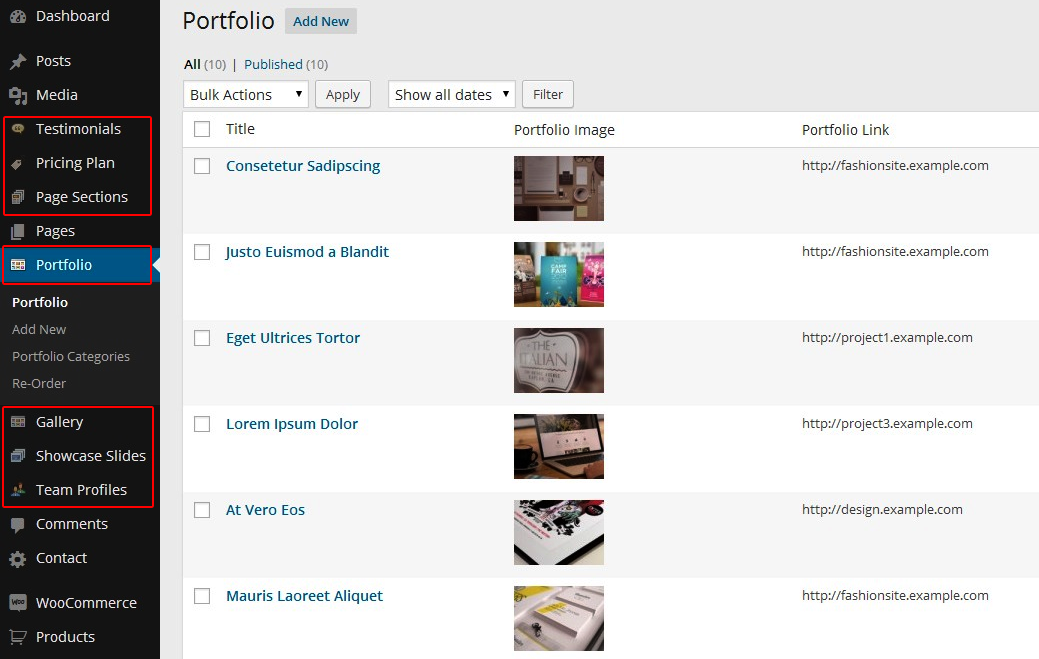 Dashboard
Posts
Media
Testimonials
Pricing Plan
Page Sections
Pages
Portfolio
Portfolio
Add New
Portfolio Categories
Re-Order
Gallery
Showcase Slides
Team Profiles
Comments
Contact
WooCommerce
Products
Portfolio Add New
All (10) | Published (10)
Bulk Actions Apply Show all dates Filter
Title Portfolio Image Portfolio Link
Consetetur Sadipscing http://fashionsite.example.com
Justo Euismod a Blandit http://fashionsite.example.com
CAMP
FAIR
Eget Ultrices Tortor http://project1.example.com
THE
ITALIAN
Lorem Ipsum Dolor http://project3.example.com
At Vero Eos http://design.example.com
Mauris Laoreet Aliquet http://fashionsite.example.com